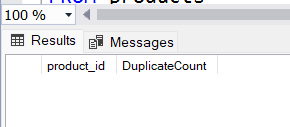 FROM products
100 %
Results Messages
product_id DuplicateCount